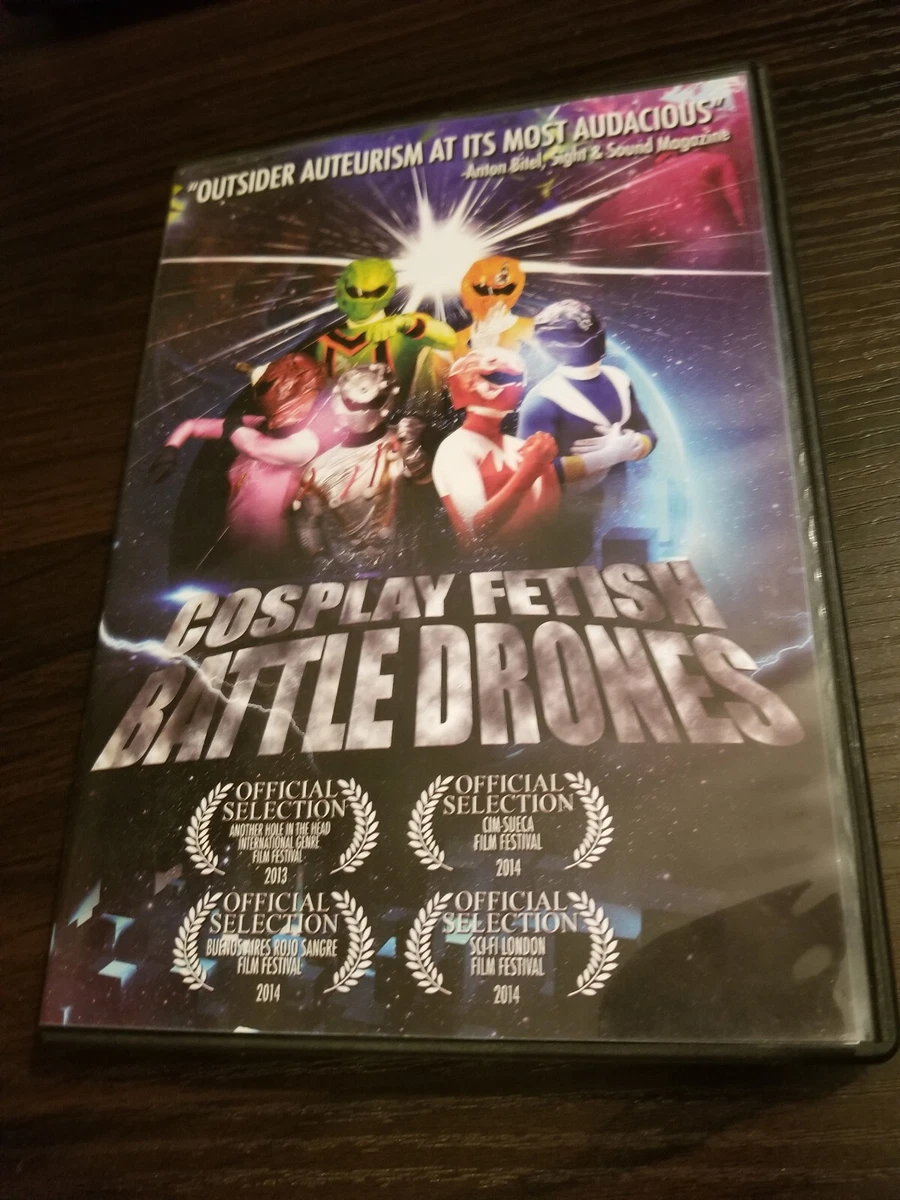 "OUTSIDER AUTEURISM AT ITS MOST AUDACIOUS"
-Anton Bitel, Sight & Sound Magazine
COSPLAY FETISH
BATTLE DRONES
OFFICIAL
SELECTION
ANOTHER HOLE IN THE HEAD
INTERNATIONAL GENRE
FILM FESTIVAL
2013
OFFICIAL
SELECTION
CIM-SUECA
FILM FESTIVAL
2014
OFFICIAL
SELECTION
BUENOS AIRES ROJO SANGRE
FILM FESTIVAL
2014
OFFICIAL
SELECTION
SCI-FI LONDON
FILM FESTIVAL
2014